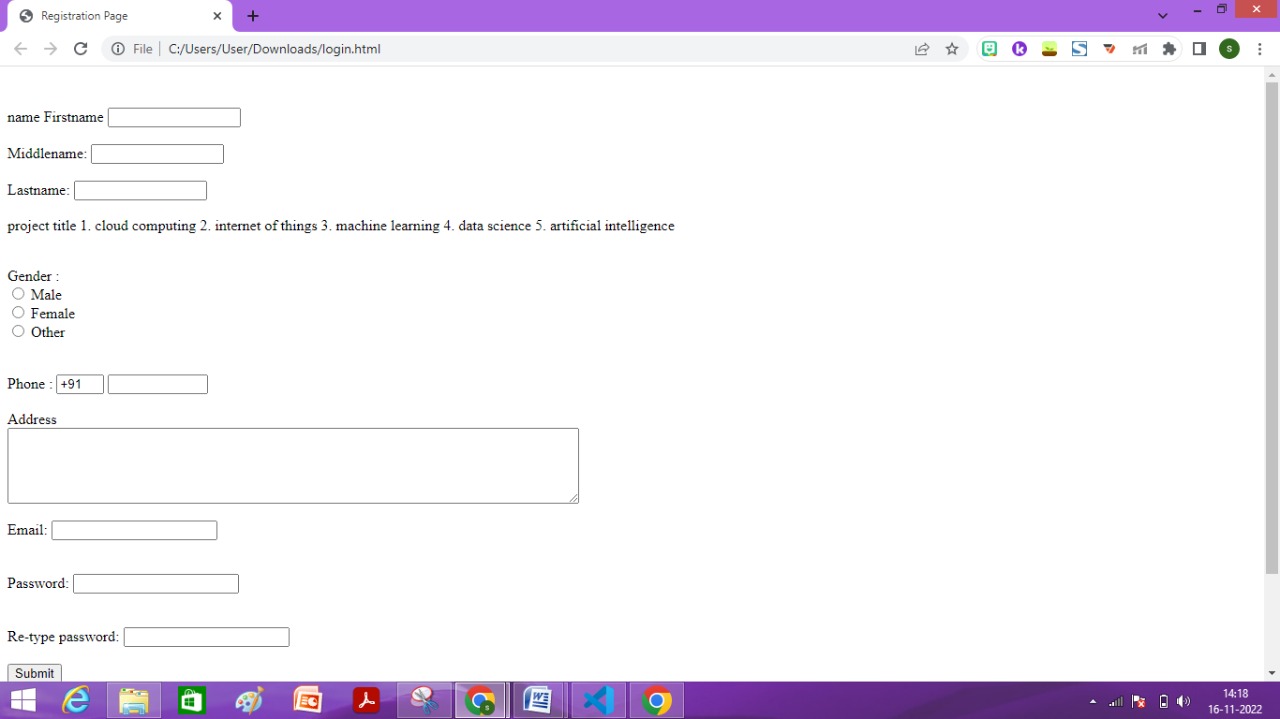 Registration Page
File C:/Users/User/Downloads/login.html
S
name Firstname
Middlename:
Lastname:
project title 1. cloud computing 2. internet of things 3. machine learning 4. data science 5. artificial intelligence
Gender :
Male
Female
Other
Phone : +91
Address
Email:
Password:
Re-type password:
Submit
14:18
16-11-2022